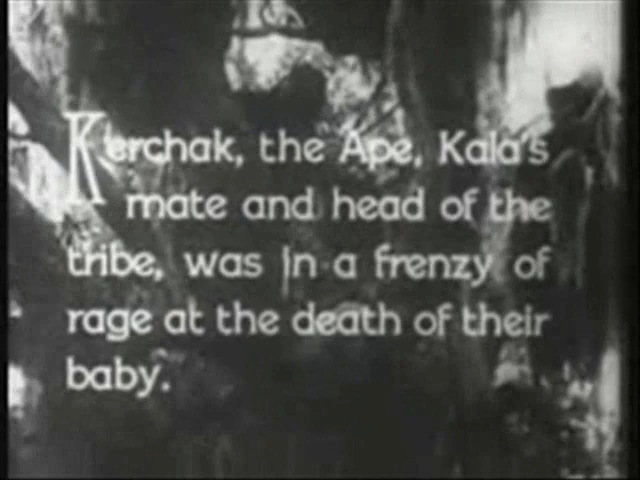 Kerchak, the Ape, Kala's
mate and head of the
tribe, was in a frenzy of
rage at the death of their
baby.